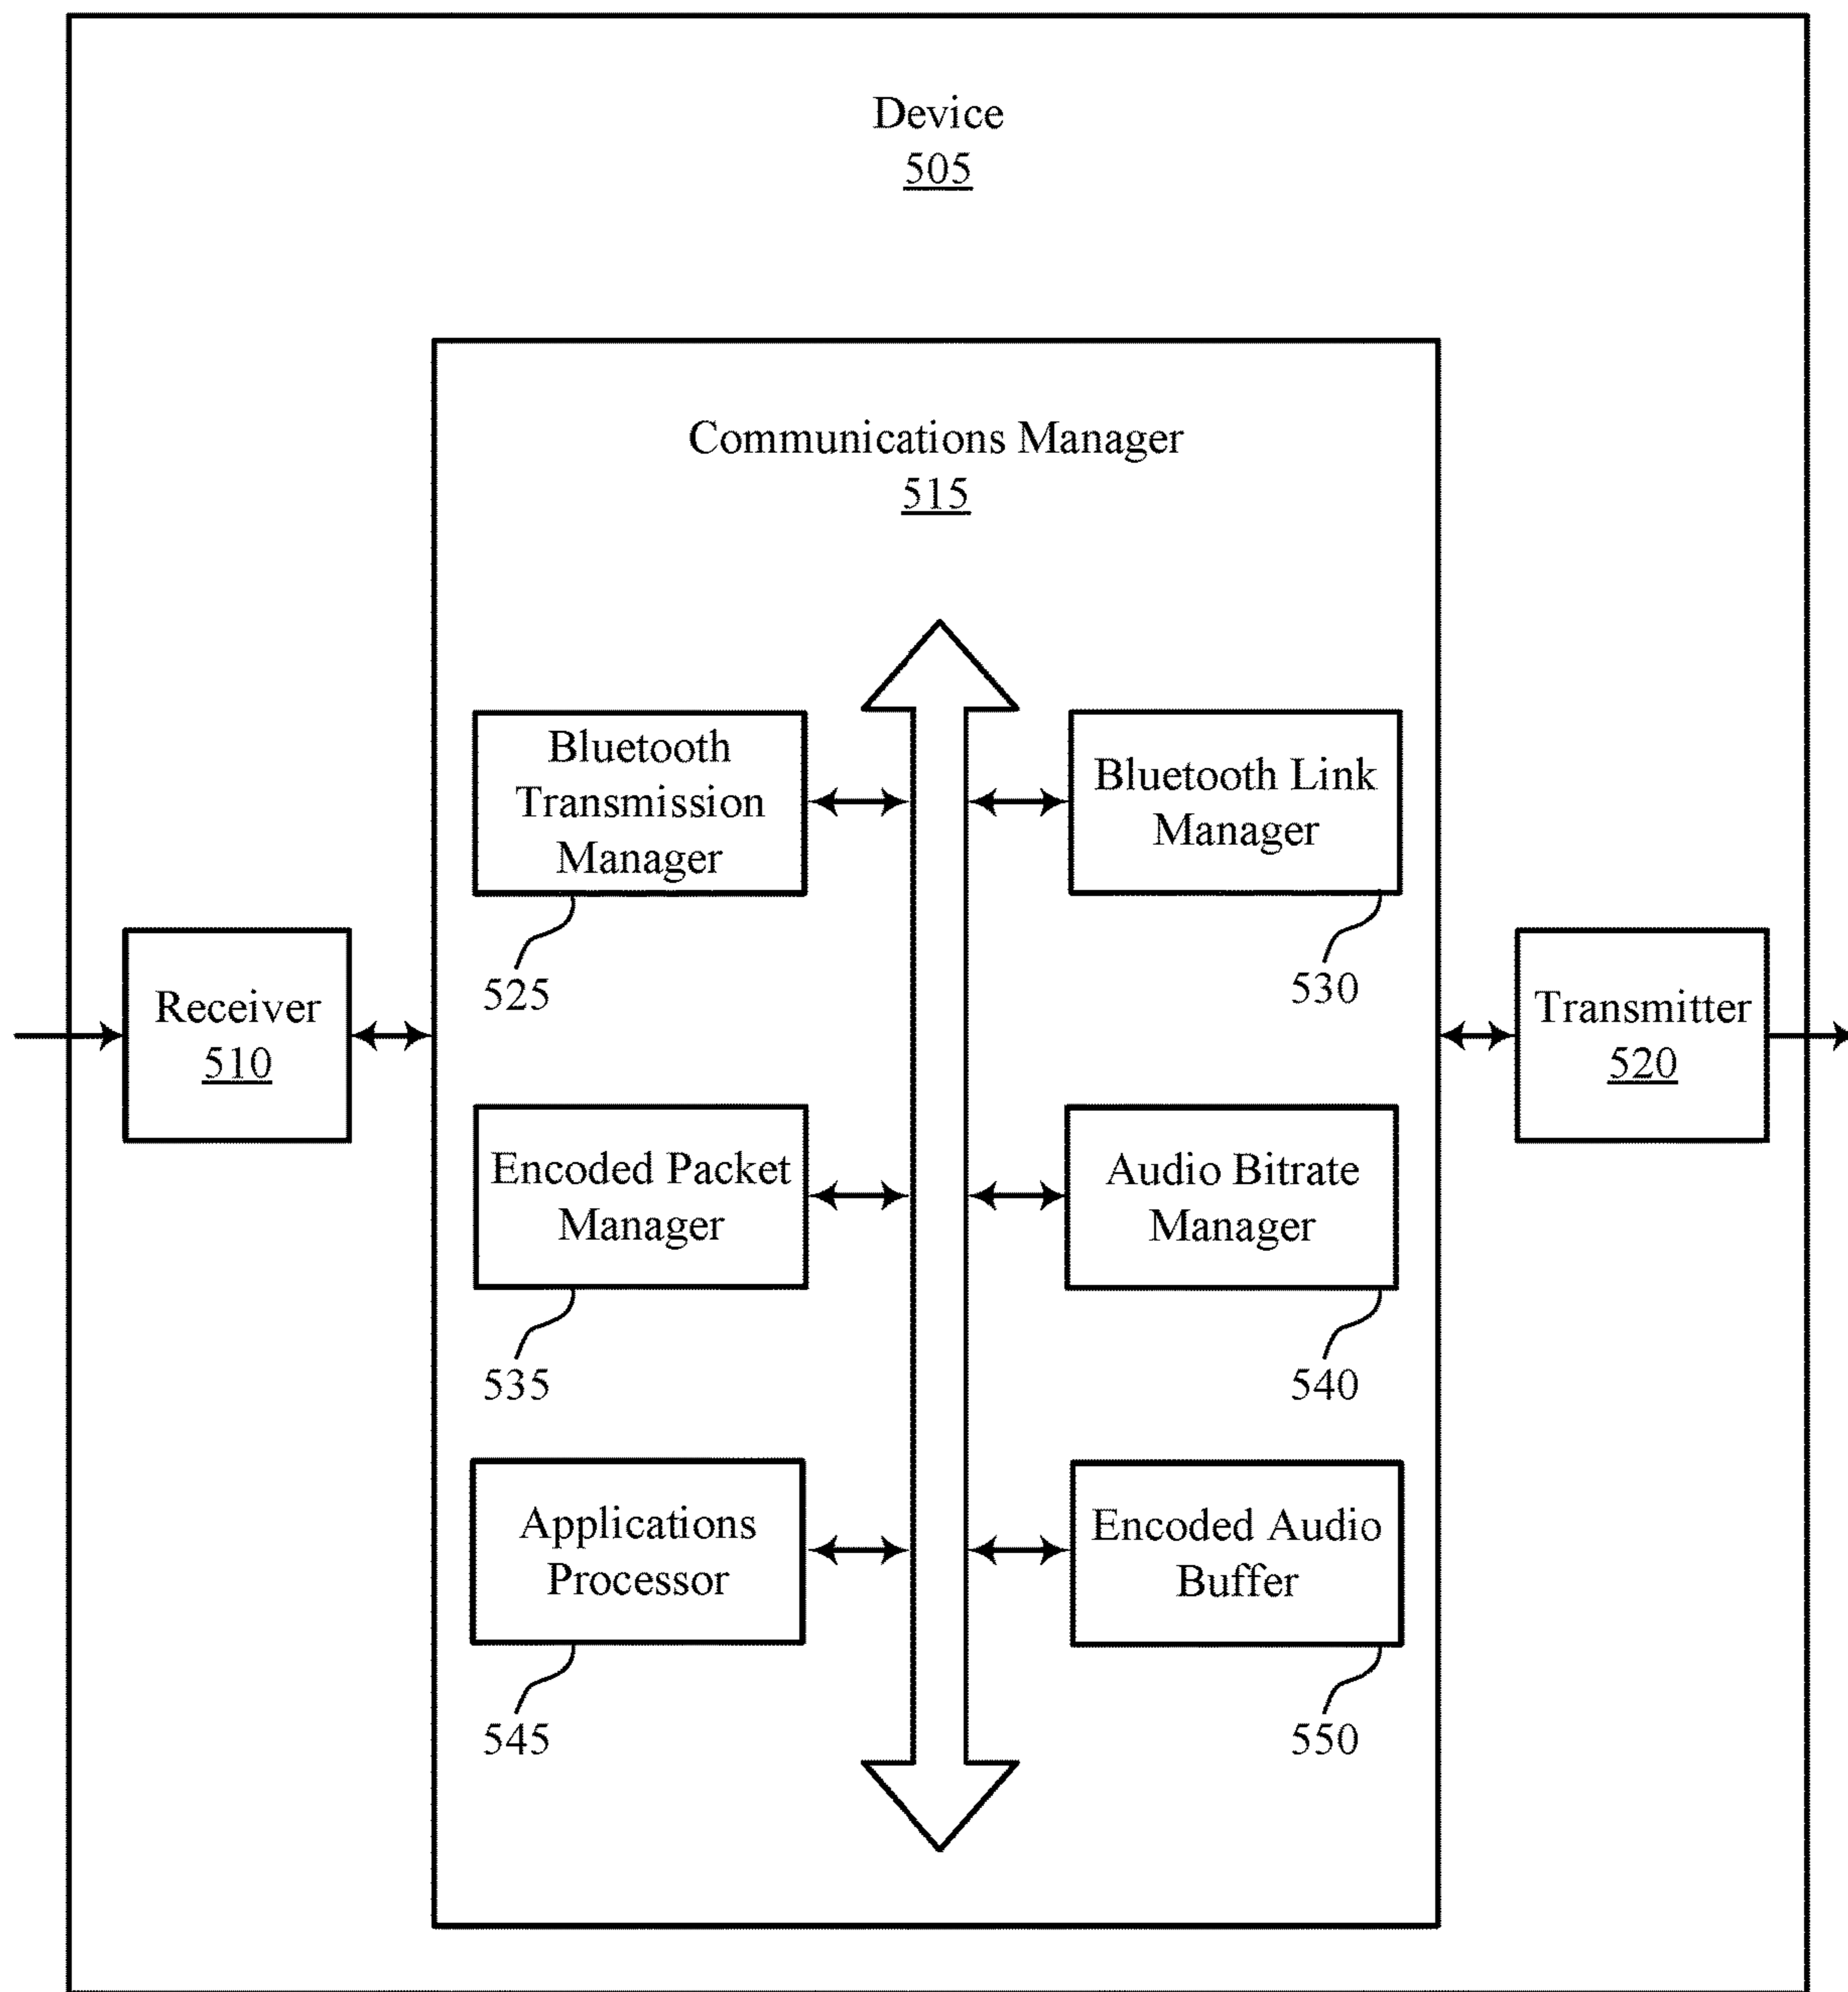 Device
505
Communications Manager
515
Bluetooth
Transmission
Manager
525
Bluetooth Link
Manager
530
Receiver
510
Transmitter
520
Encoded Packet
Manager
535
Audio Bitrate
Manager
540
Applications
Processor
545
Encoded Audio
Buffer
550